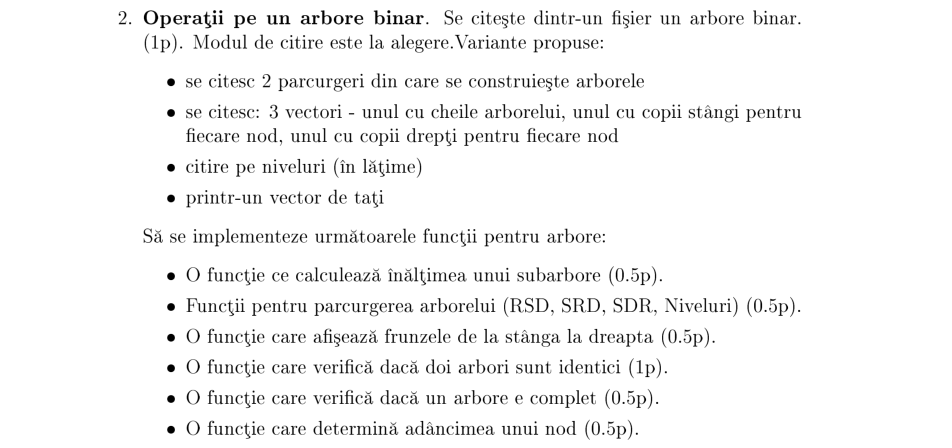 2. Operaţii pe un arbore binar. Se citeşte dintr-un fişier un arbore binar.
(1p). Modul de citire este la alegere.Variante propuse:
• se citesc 2 parcurgeri din care se construieşte arborele
• se citesc: 3 vectori - unul cu cheile arborelui, unul cu copii stângi pentru
fiecare nod, unul cu copii drepţi pentru fiecare nod
• citire pe niveluri (în lăţime)
• printr-un vector de taţi
Să se implementeze următoarele funcţii pentru arbore:
• O funcţie ce calculează înălţimea unui subarbore (0.5p).
• Funcţii pentru parcurgerea arborelui (RSD, SRD, SDR, Niveluri) (0.5p).
• O funcţie care afişează frunzele de la stânga la dreapta (0.5p).
• O funcţie care verifică dacă doi arbori sunt identici (1p).
• O funcţie care verifică dacă un arbore e complet (0.5p).
• O funcţie care determină adâncimea unui nod (0.5p).